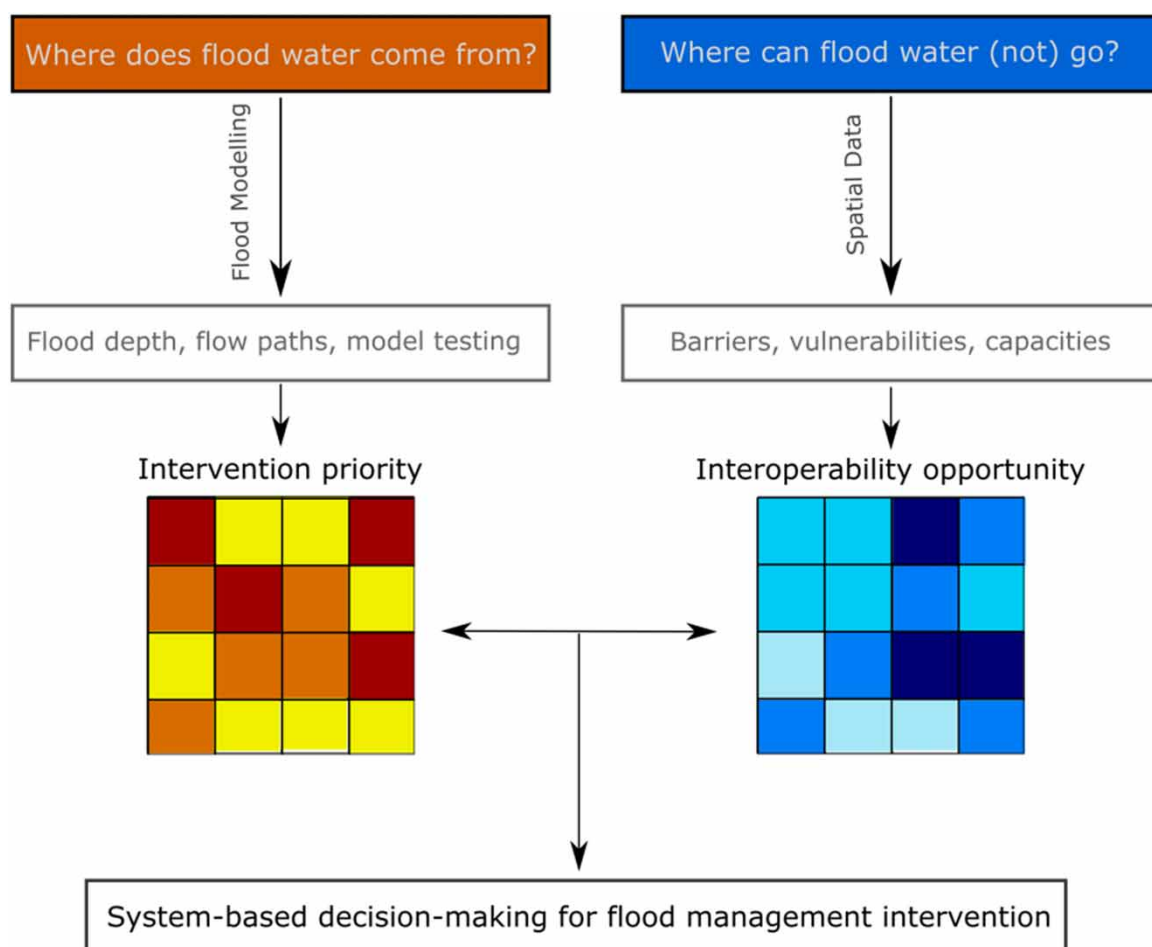 Where does flood water come from?
Where can flood water (not) go?
Flood Modelling
Spatial Data
Flood depth, flow paths, model testing
Barriers, vulnerabilities, capacities
Intervention priority
Interoperability opportunity
System-based decision-making for flood management intervention